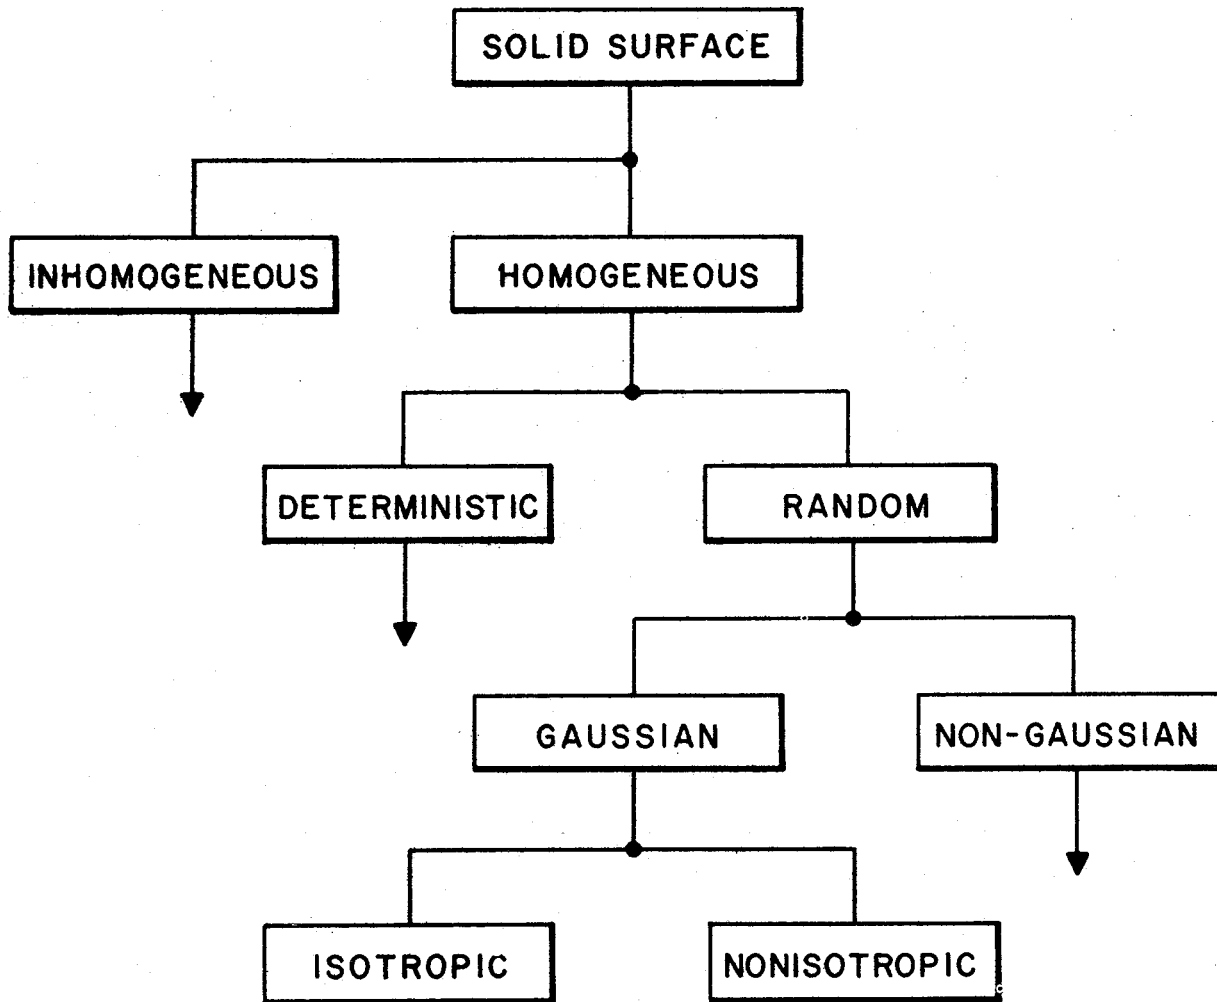 SOLID SURFACE
INHOMOGENEOUS
HOMOGENEOUS
DETERMINISTIC
RANDOM
GAUSSIAN
NON-GAUSSIAN
ISOTROPIC
NONISOTROPIC